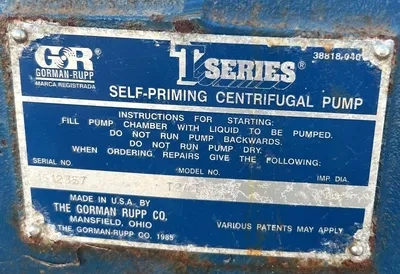 GR®
GORMAN-RUPP
MARCA REGISTRADA
T SERIES®
38818-040
SELF-PRIMING CENTRIFUGAL PUMP
INSTRUCTIONS FOR STARTING:
FILL PUMP CHAMBER WITH LIQUID TO BE PUMPED.
DO NOT RUN PUMP BACKWARDS.
DO NOT RUN PUMP DRY.
WHEN ORDERING REPAIRS GIVE THE FOLLOWING:
SERIAL NO. MODEL NO. IMP. DIA.
MADE IN U.S.A. BY
THE GORMAN RUPP CO.
MANSFIELD, OHIO
© THE GORMAN-RUPP CO. 1985
VARIOUS PATENTS MAY APPLY